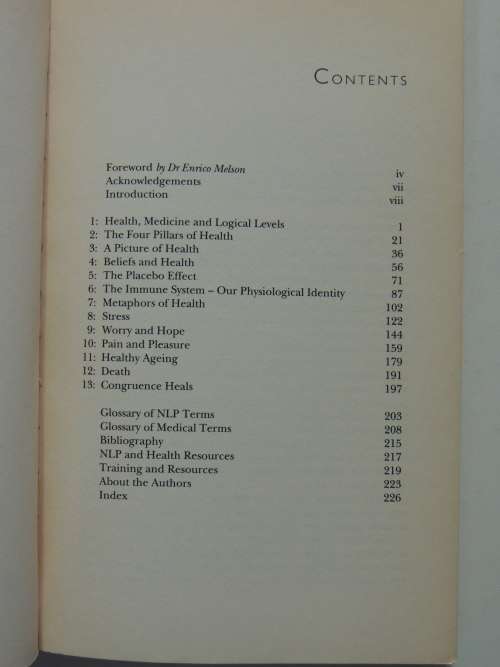 CONTENTS
Foreword by Dr Enrico Melson iv
Acknowledgements vii
Introduction viii
1: Health, Medicine and Logical Levels 1
2: The Four Pillars of Health 21
3: A Picture of Health 36
4: Beliefs and Health 56
5: The Placebo Effect 71
6: The Immune System – Our Physiological Identity 87
7: Metaphors of Health 102
8: Stress 122
9: Worry and Hope 144
10: Pain and Pleasure 159
11: Healthy Ageing 179
12: Death 191
13: Congruence Heals 197
Glossary of NLP Terms 203
Glossary of Medical Terms 208
Bibliography 215
NLP and Health Resources 217
Training and Resources 219
About the Authors 223
Index 226